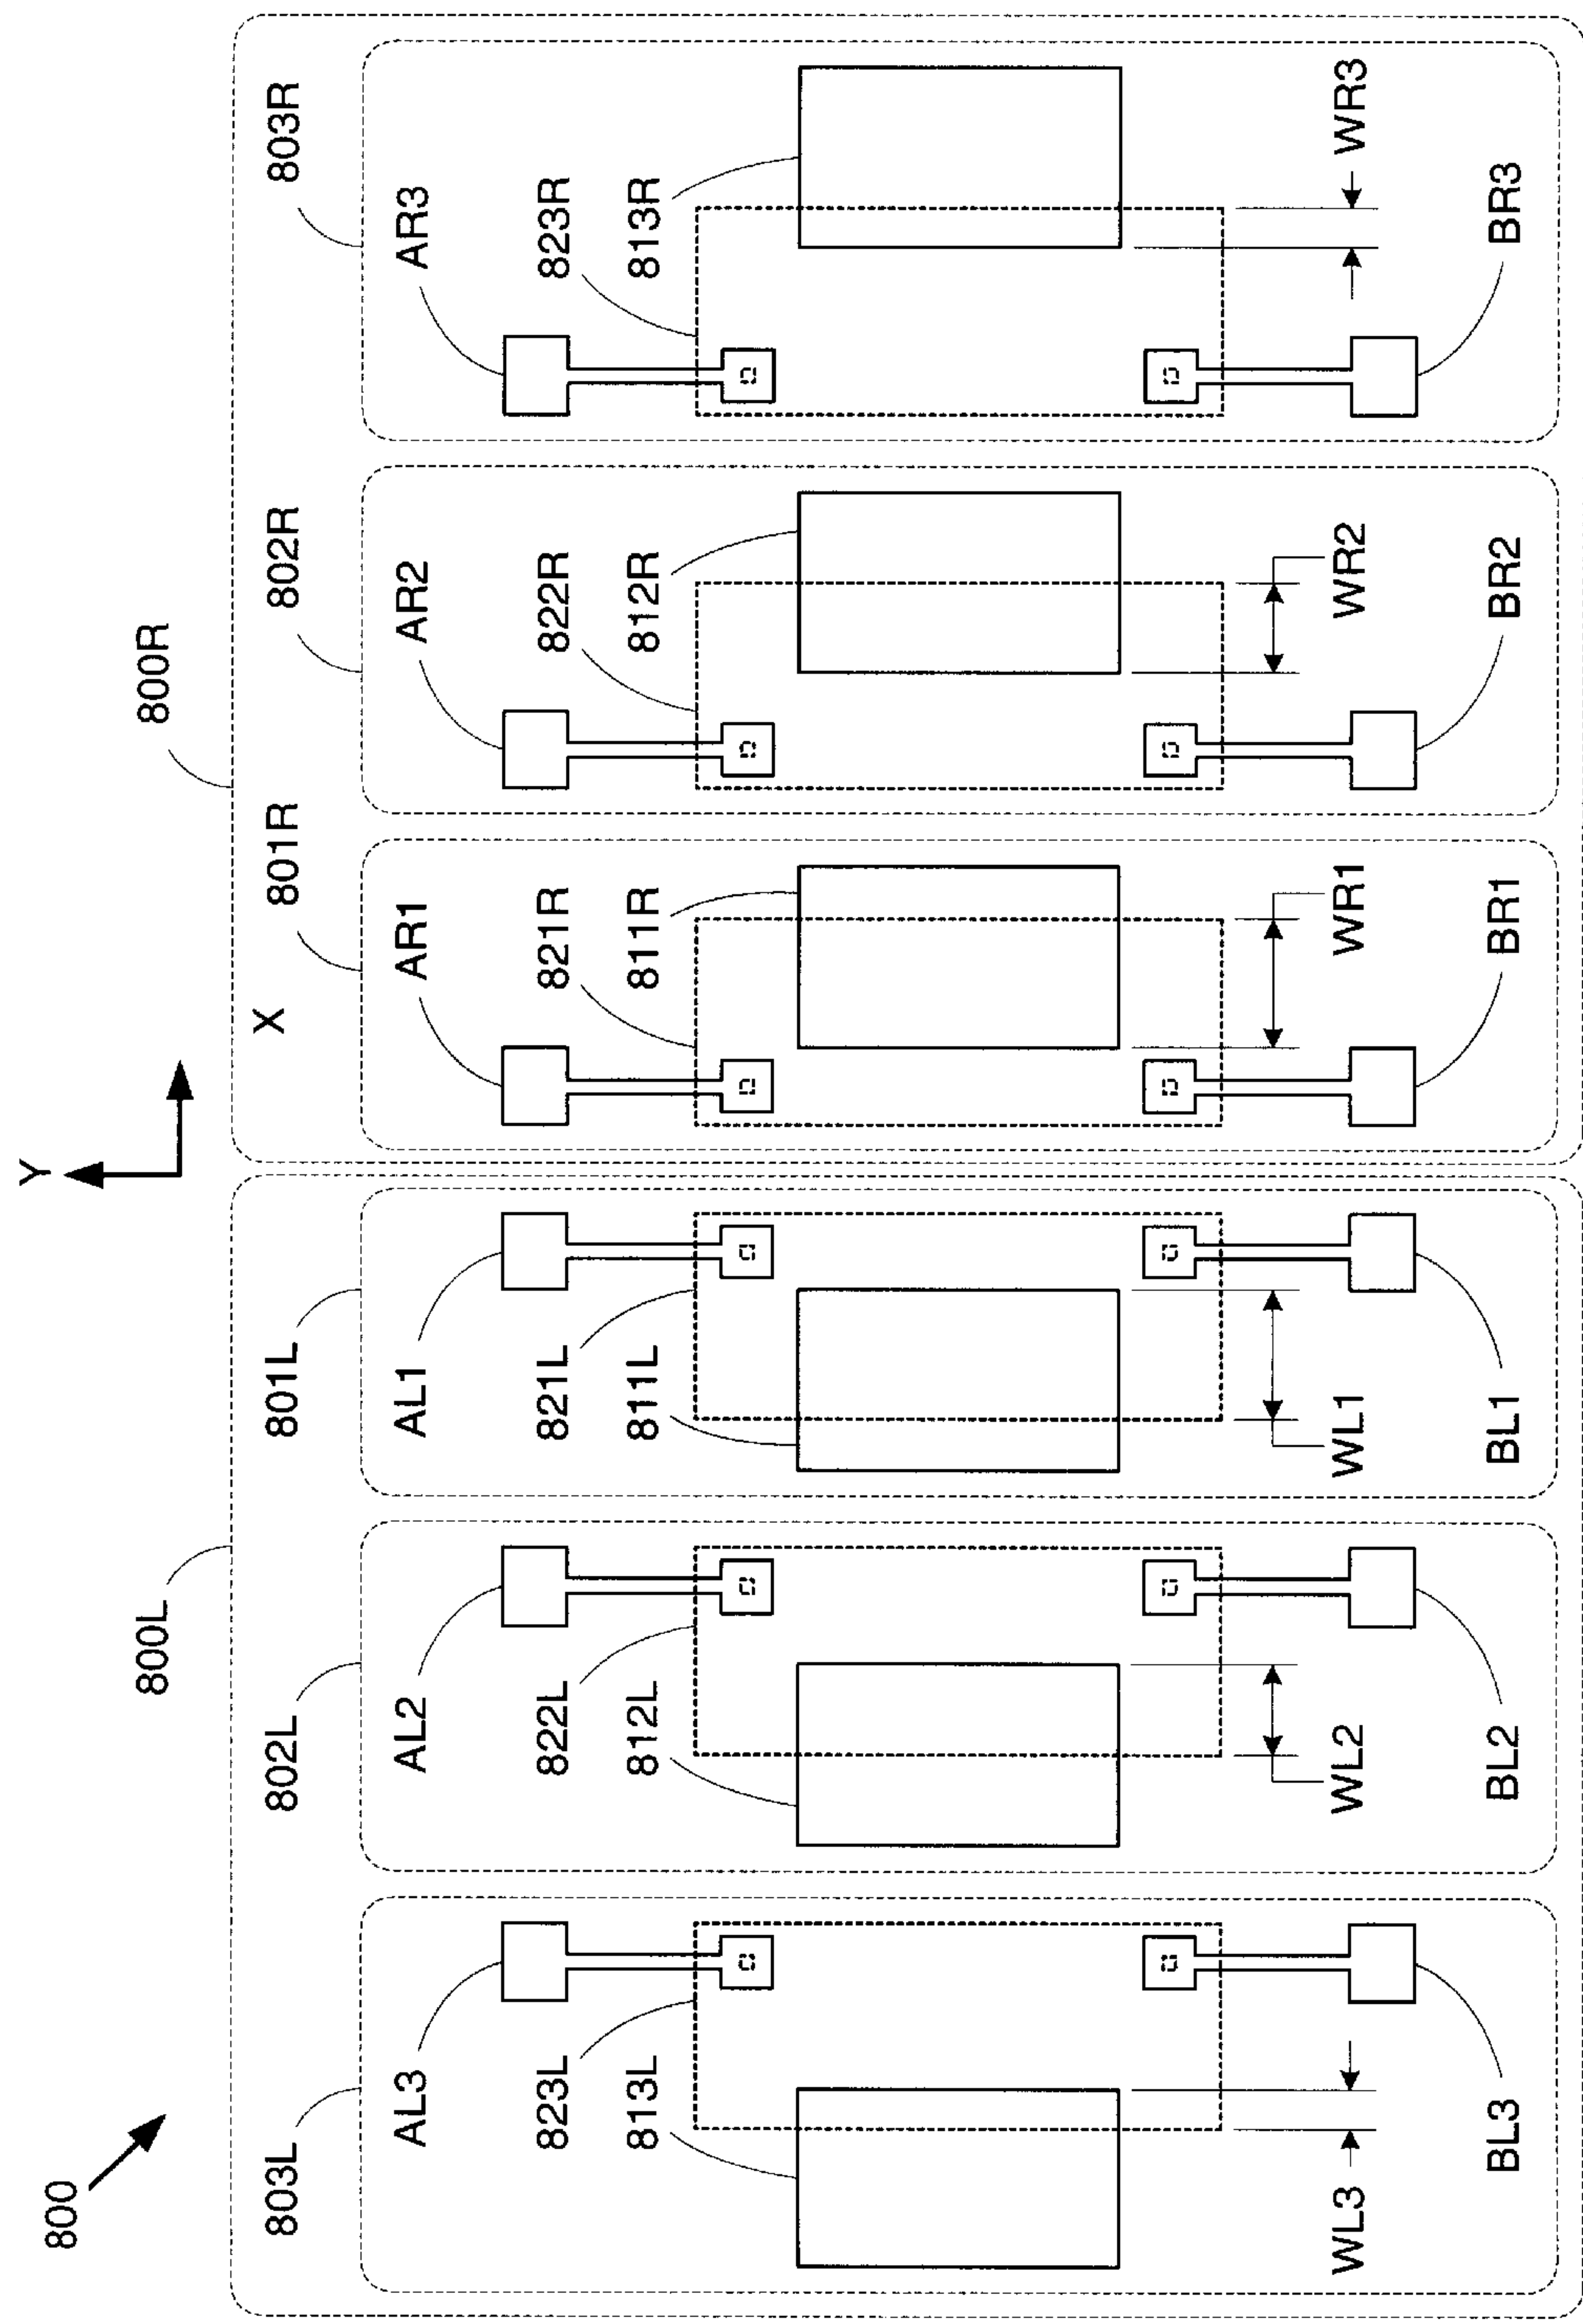 800
800L
800R
Y
X
803L
802L
801L
801R
802R
803R
AL3
AL2
AL1
AR1
AR2
AR3
823L
822L
821L
821R
822R
823R
813L
812L
811L
811R
812R
813R
WL3
WL2
WL1
WR1
WR2
WR3
BL3
BL2
BL1
BR1
BR2
BR3